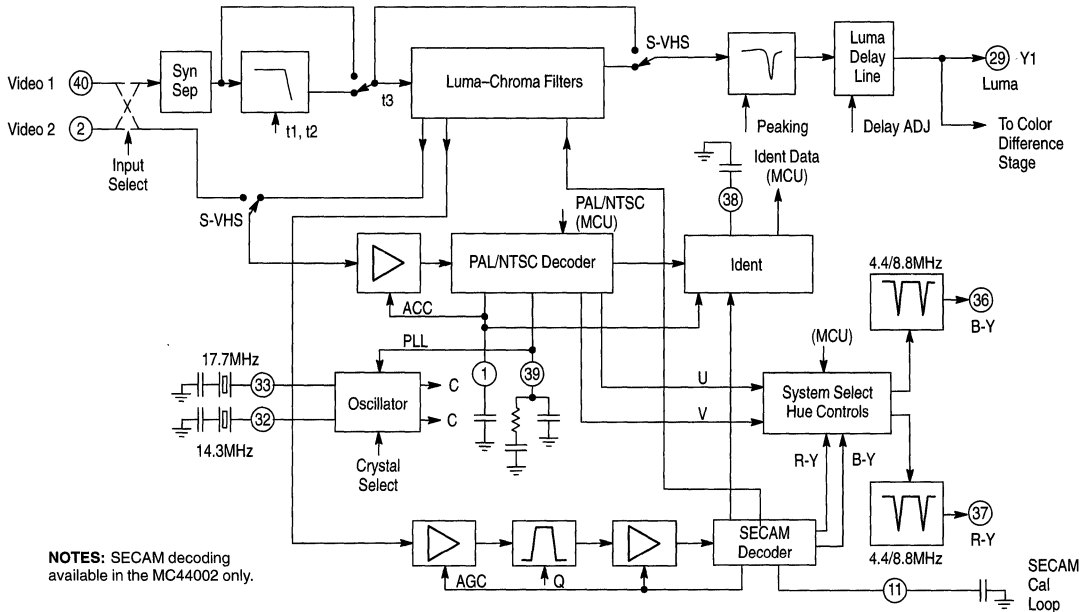 S-VHS
Luma
Delay
Line
29
Y1
Luma
Video 1
40
Syn
Sep
t1, t2
t3
Luma–Chroma Filters
Video 2
2
Input
Select
Peaking
Delay ADJ
To Color
Difference
Stage
Ident Data
(MCU)
38
S-VHS
PAL/NTSC
(MCU)
PAL/NTSC Decoder
Ident
4.4/8.8MHz
36
B-Y
ACC
PLL
(MCU)
17.7MHz
33
Oscillator
C
1
39
U
System Select
Hue Controls
32
C
V
14.3MHz
Crystal
Select
R-Y
B-Y
37
R-Y
4.4/8.8MHz
SECAM
Decoder
NOTES: SECAM decoding
available in the MC44002 only.
AGC
Q
11
SECAM
Cal
Loop